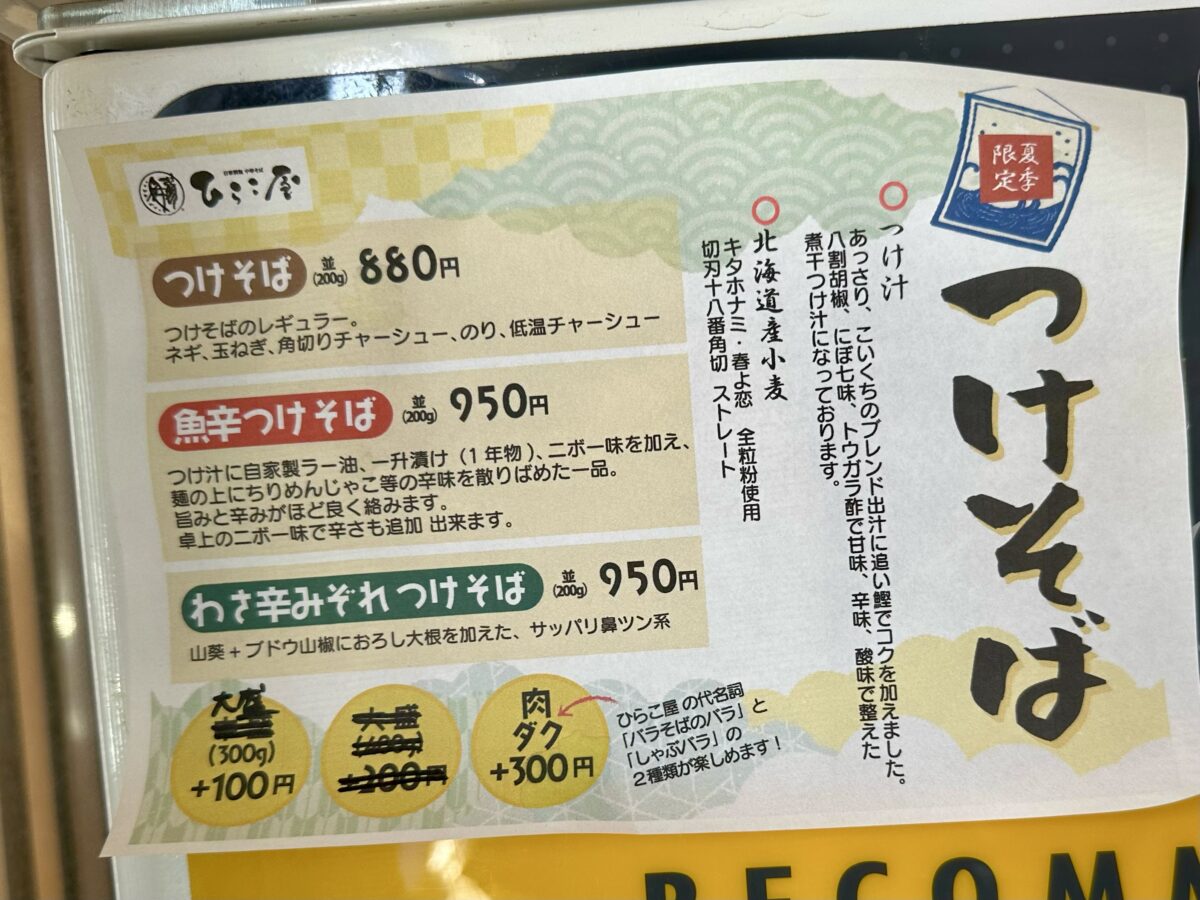 夏季
限定
つけそば
つけ汁
あっさり、こいくちのブレンド出汁に追い鰹でコクを加えました。
八割胡椒、にぼ七味、トウガラ酢で甘味、辛味、酸味で整えた
煮干つけ汁になっております。
北海道産小麦
キタホナミ・春よ恋 全粒粉使用
切刃十八番角切 ストレート
自家製麺 中華そば
ひらこ屋
つけそば 並(200g) 880円
つけそばのレギュラー。
ネギ、玉ねぎ、角切りチャーシュー、のり、低温チャーシュー
魚辛つけそば 並(200g) 950円
つけ汁に自家製ラー油、一升漬け(1年物)、ニボー味を加え、
麺の上にちりめんじゃこ等の辛味を散りばめた一品。
旨みと辛みがほど良く絡みます。
卓上のニボー味で辛さも追加 出来ます。
わさ辛みぞれつけそば 並(200g) 950円
山葵+ブドウ山椒におろし大根を加えた、サッパリ鼻ツン系
大盛
(300g)
+100円
大盛
(400g)
+200円
肉
ダク
+300円
ひらこ屋の代名詞
「バラそばのバラ」と
「しゃぶバラ」の
2種類が楽しめます!
RECOMM